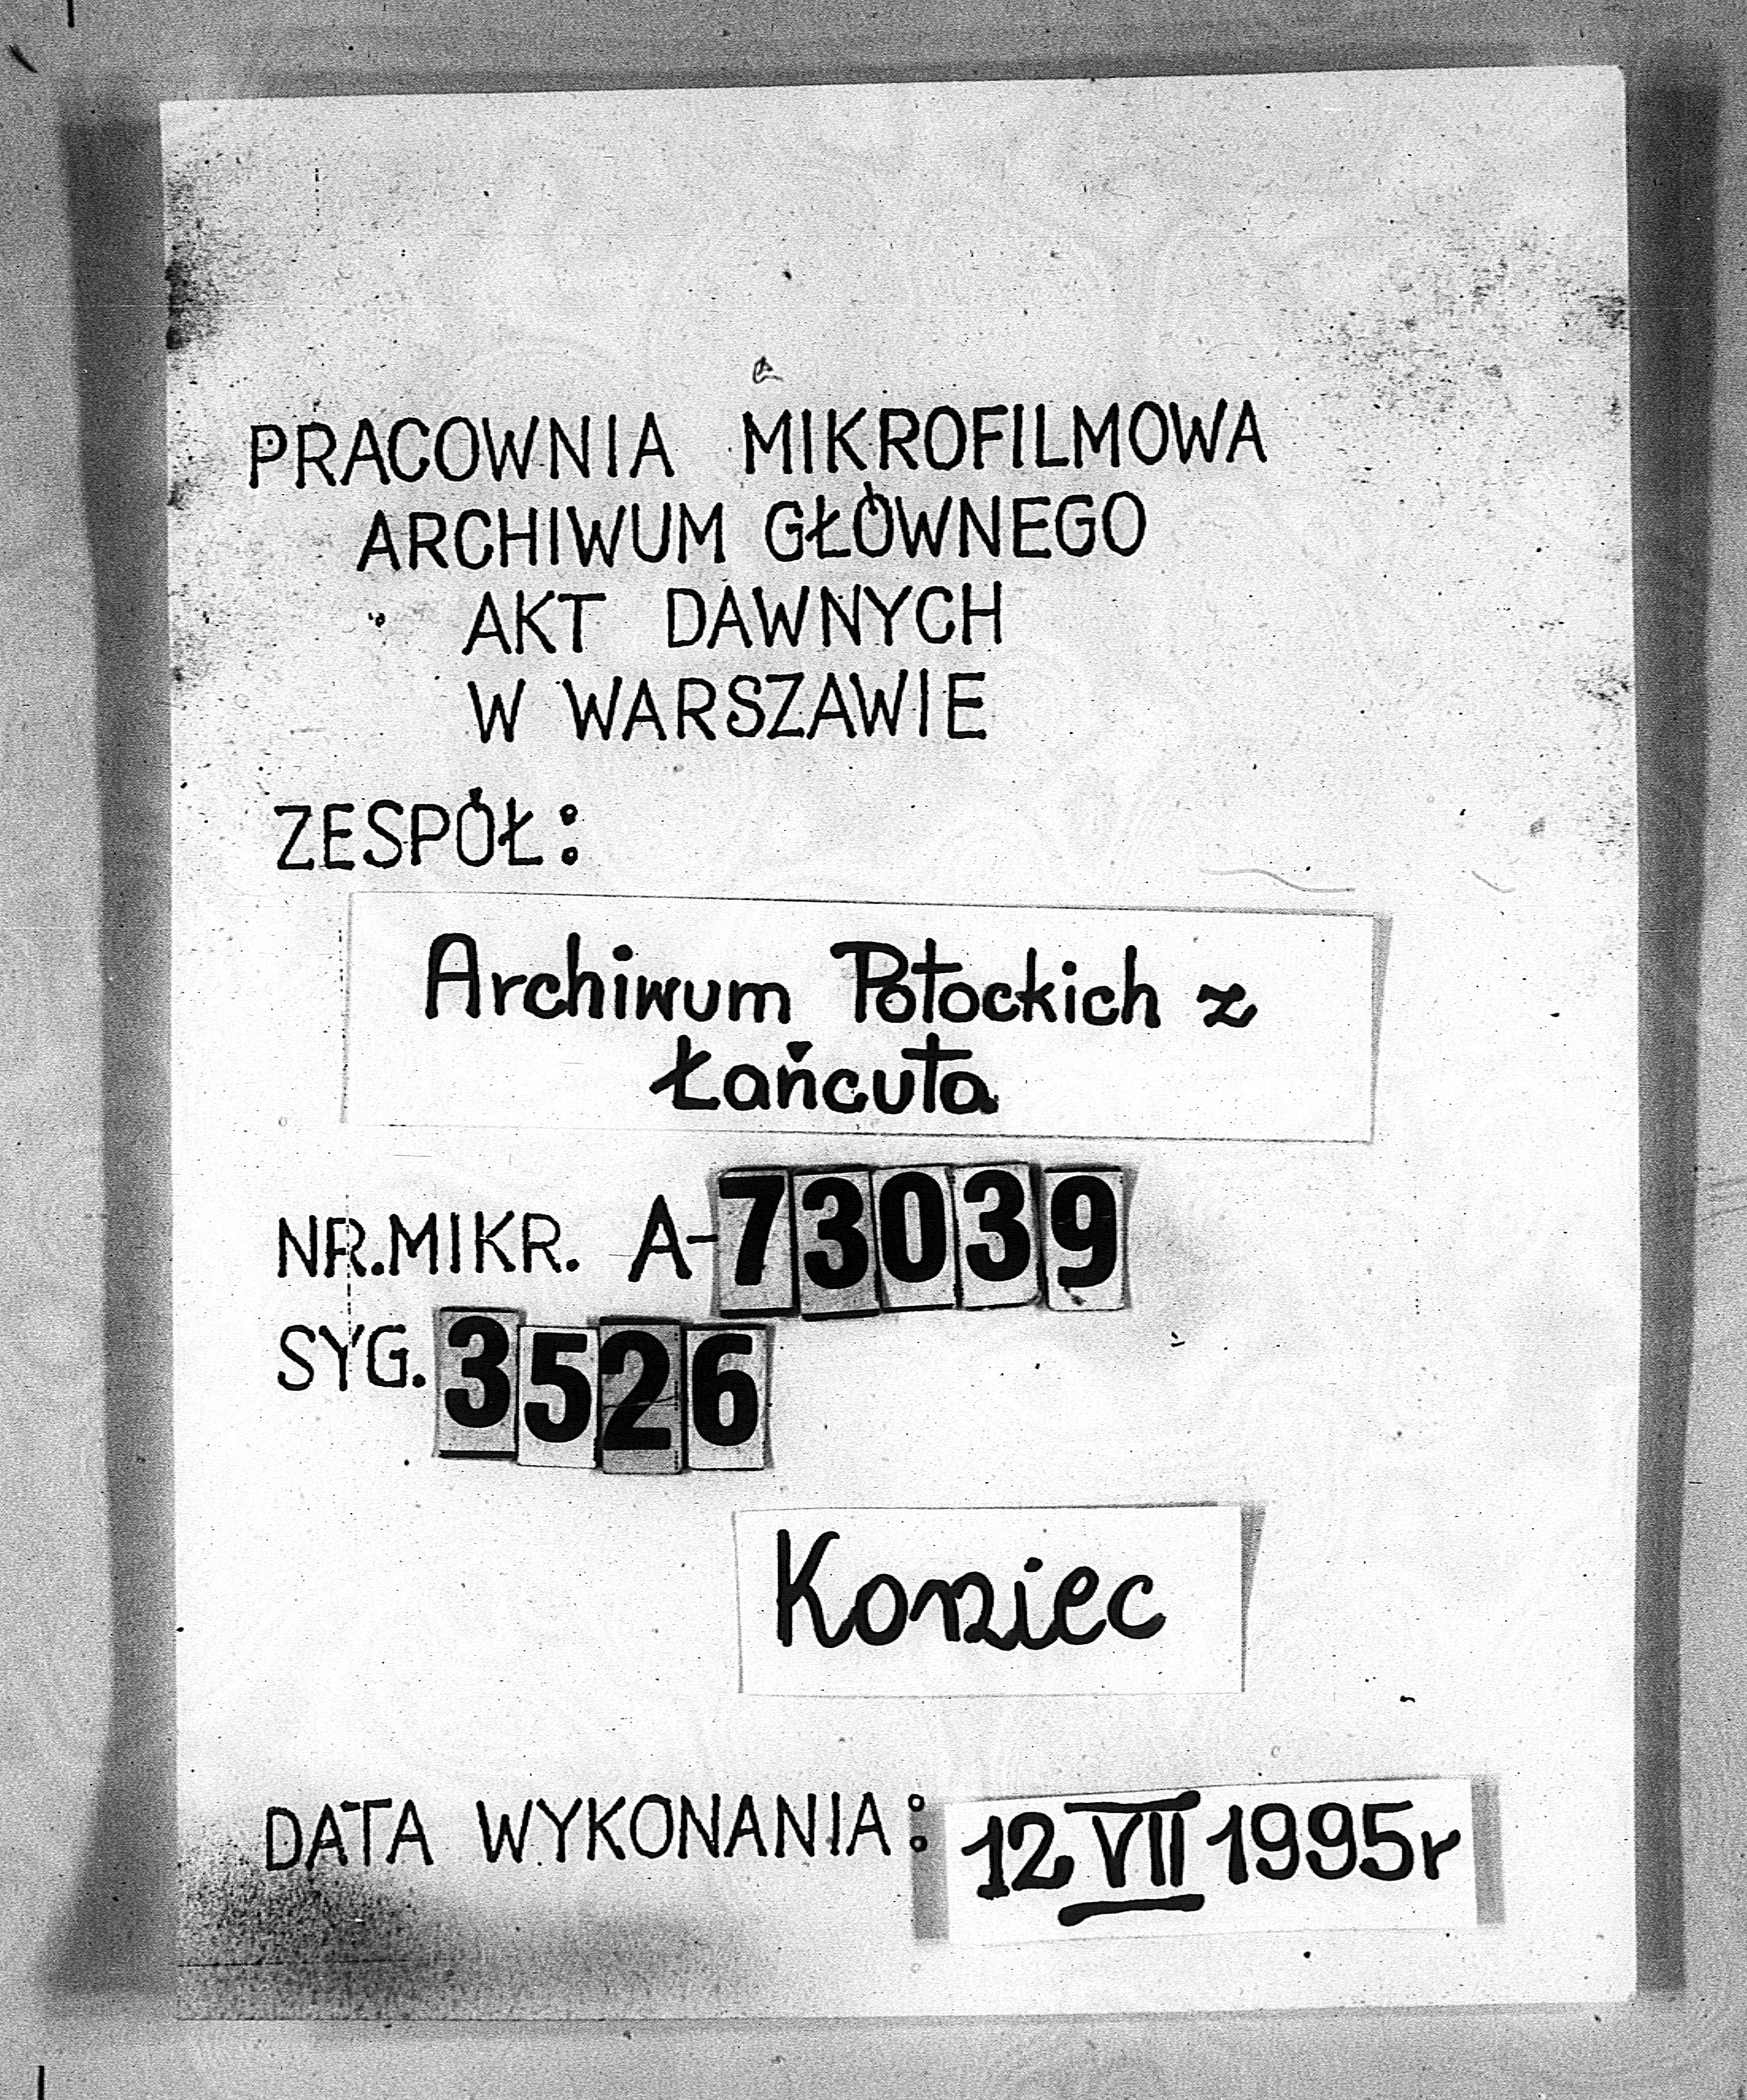 PRACOWNIA MIKROFILMOWA
ARCHIWUM GŁÓWNEGO
AKT DAWNYCH
W WARSZAWIE
ZESPÓŁ:
Archiwum Potockich z
Łańcuta
NR.MIKR. A-73039
SYG. 3526
Koniec
DATA WYKONANIA: 12 VII 1995r